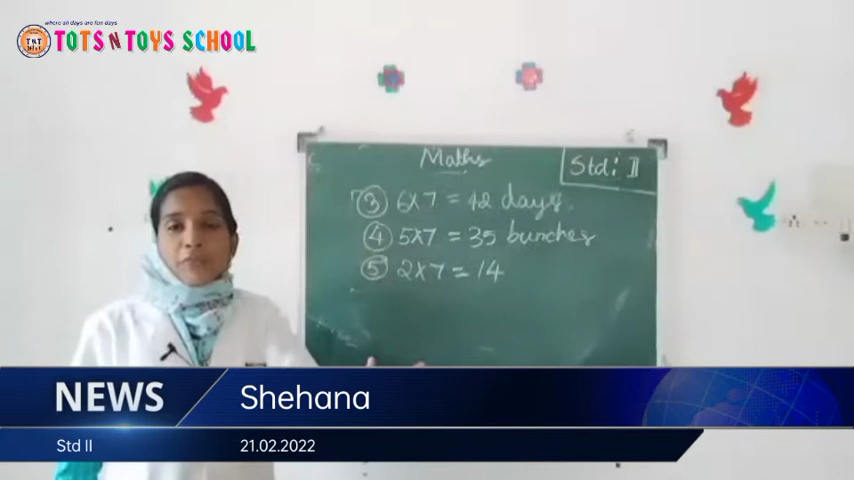 where all days are fun days
TOTS N TOYS SCHOOL
TNT
Maths
Std: II
3 6x7 = 42 days.
4 5x7 = 35 bunches
5 2x7 = 14
NEWS
Shehana
Std II
21.02.2022